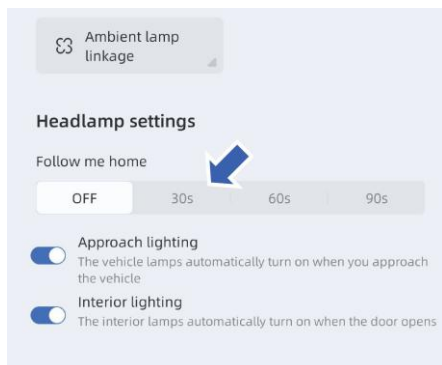 Ambient lamp
linkage
Headlamp settings
Follow me home
OFF 30s 60s 90s
Approach lighting
The vehicle lamps automatically turn on when you approach
the vehicle
Interior lighting
The interior lamps automatically turn on when the door opens